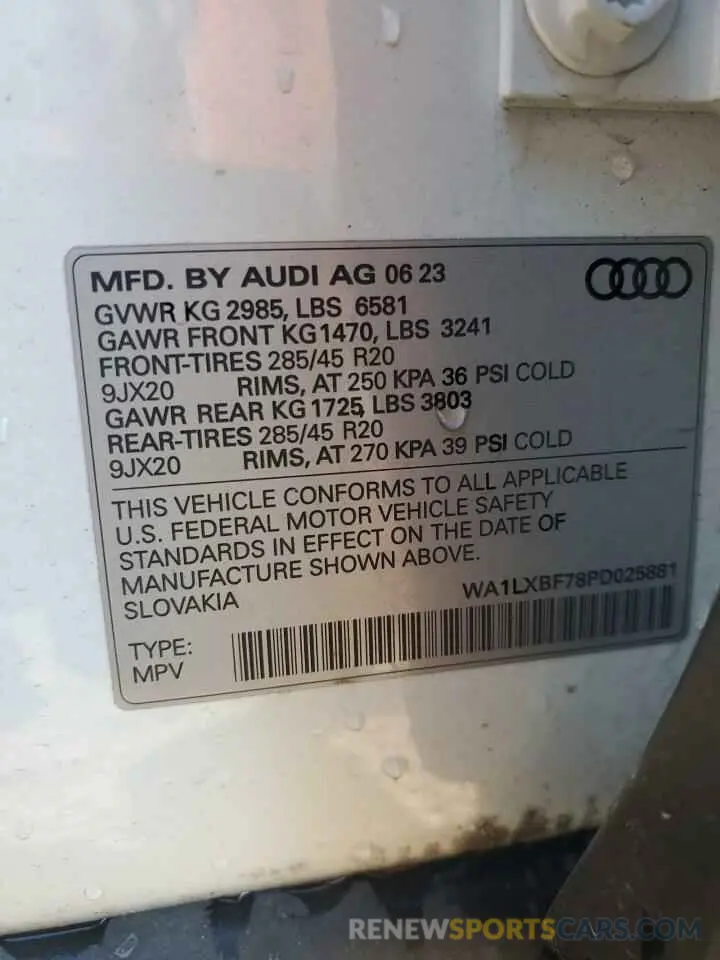 MFD. BY AUDI AG 06 23
GVWR KG 2985, LBS 6581
GAWR FRONT KG1470, LBS 3241
FRONT-TIRES 285/45 R20
9JX20 RIMS, AT 250 KPA 36 PSI COLD
GAWR REAR KG 1725, LBS 3803
REAR-TIRES 285/45 R20
9JX20 RIMS, AT 270 KPA 39 PSI COLD
THIS VEHICLE CONFORMS TO ALL APPLICABLE
U.S. FEDERAL MOTOR VEHICLE SAFETY
STANDARDS IN EFFECT ON THE DATE OF
MANUFACTURE SHOWN ABOVE.
SLOVAKIA
WA1LXBF78PD025881
TYPE:
MPV
RENEWSPORTSCARS.COM